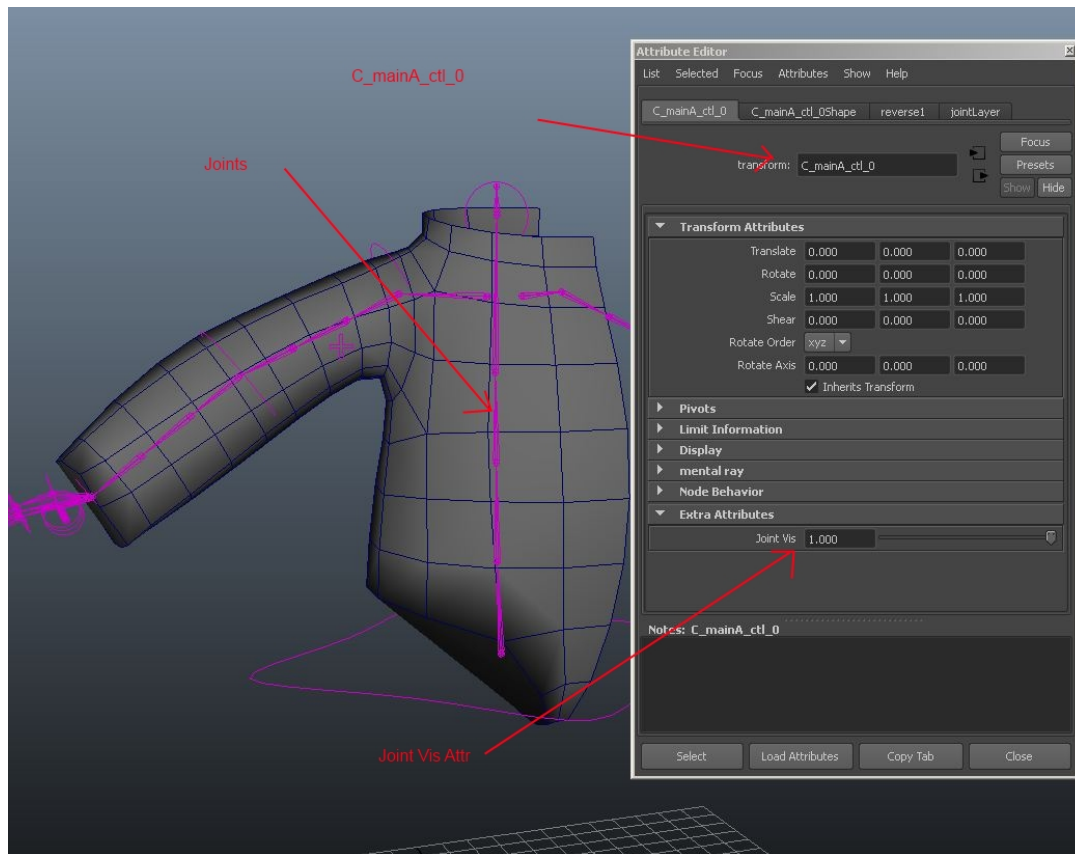 Attribute Editor
List Selected Focus Attributes Show Help
C_mainA_ctl_0
C_mainA_ctl_0 C_mainA_ctl_0Shape reverse1 jointLayer
Focus
Joints
transform: C_mainA_ctl_0
Presets
Show Hide
Transform Attributes
Translate 0.000 0.000 0.000
Rotate 0.000 0.000 0.000
Scale 1.000 1.000 1.000
Shear 0.000 0.000 0.000
Rotate Order xyz
Rotate Axis 0.000 0.000 0.000
Inherits Transform
Pivots
Limit Information
Display
mental ray
Node Behavior
Extra Attributes
Joint Vis 1.000
Notes: C_mainA_ctl_0
Joint Vis Attr
Select Load Attributes Copy Tab Close